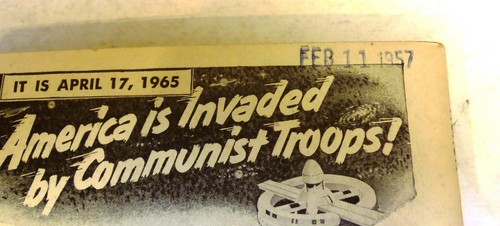 FEB 11 1957
IT IS APRIL 17, 1965
America is Invaded
by Communist Troops!